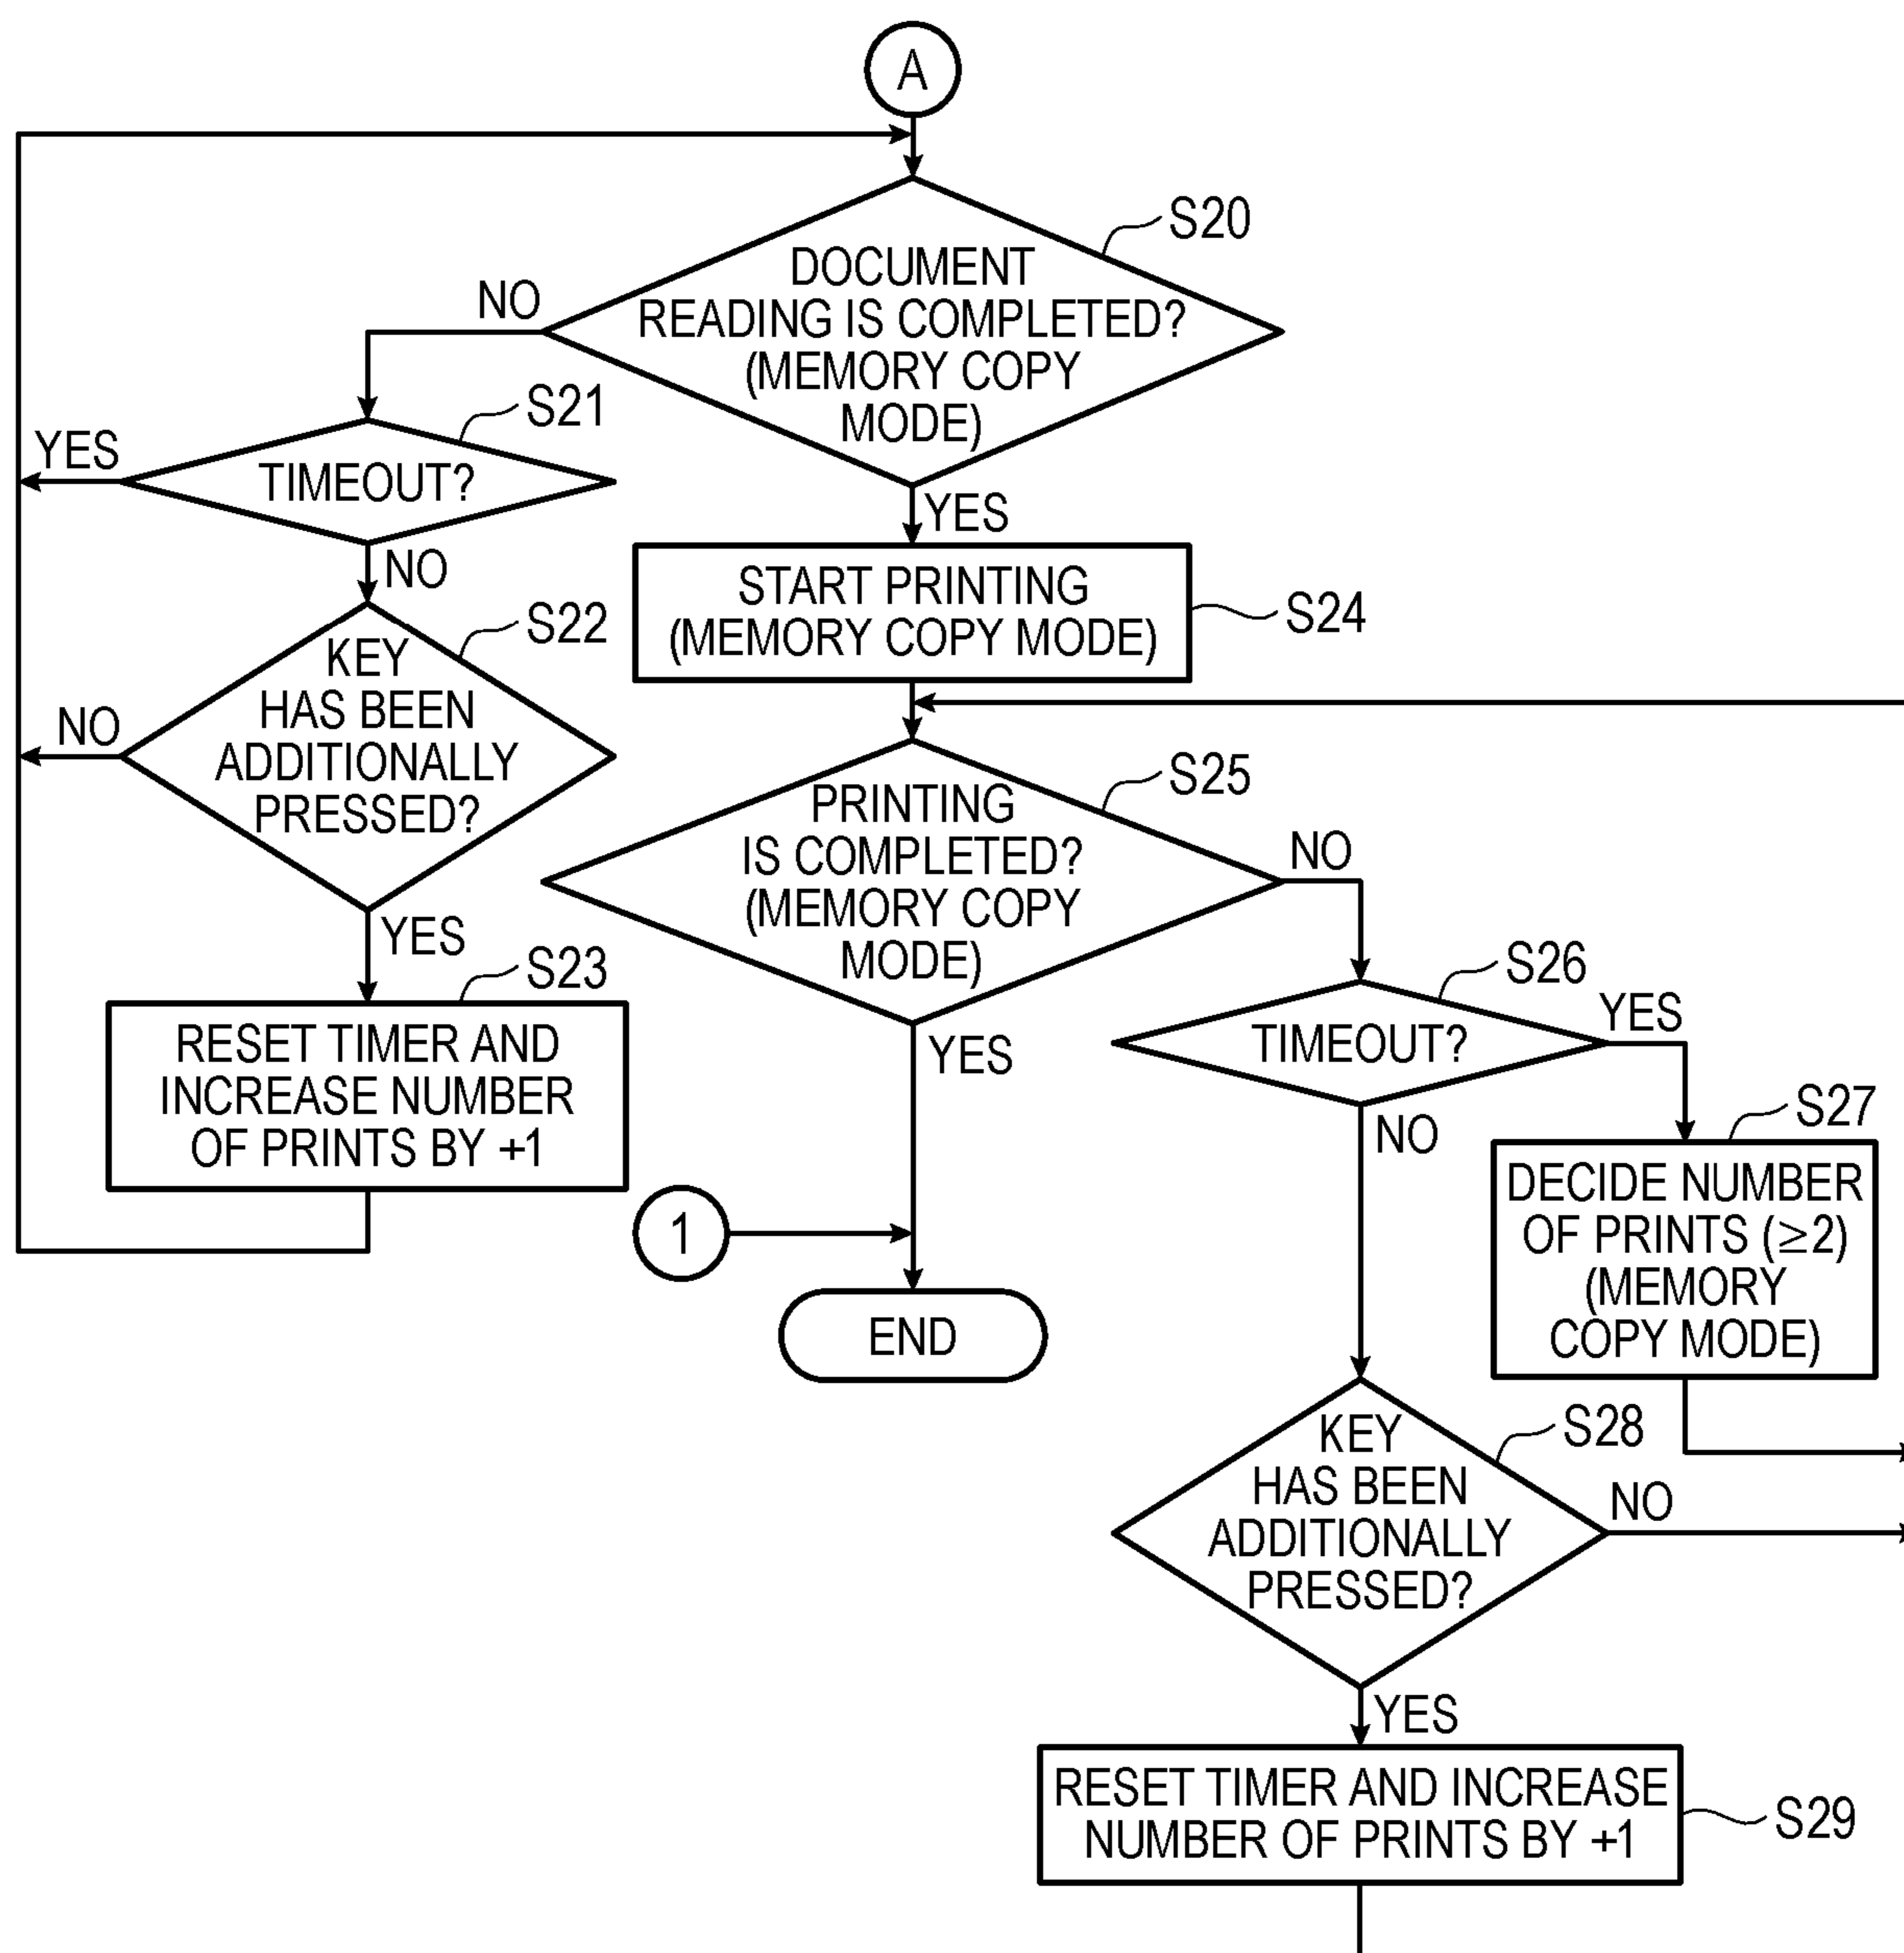 A
S20
DOCUMENT
READING IS COMPLETED?
(MEMORY COPY
MODE)
NO
YES
S21
TIMEOUT?
YES
NO
S22
KEY
HAS BEEN
ADDITIONALLY
PRESSED?
NO
YES
S23
RESET TIMER AND
INCREASE NUMBER
OF PRINTS BY +1
START PRINTING
(MEMORY COPY MODE)
S24
S25
PRINTING
IS COMPLETED?
(MEMORY COPY
MODE)
NO
YES
1
END
S26
TIMEOUT?
YES
NO
S27
DECIDE NUMBER
OF PRINTS (≥2)
(MEMORY
COPY MODE)
S28
KEY
HAS BEEN
ADDITIONALLY
PRESSED?
NO
YES
RESET TIMER AND INCREASE
NUMBER OF PRINTS BY +1
S29